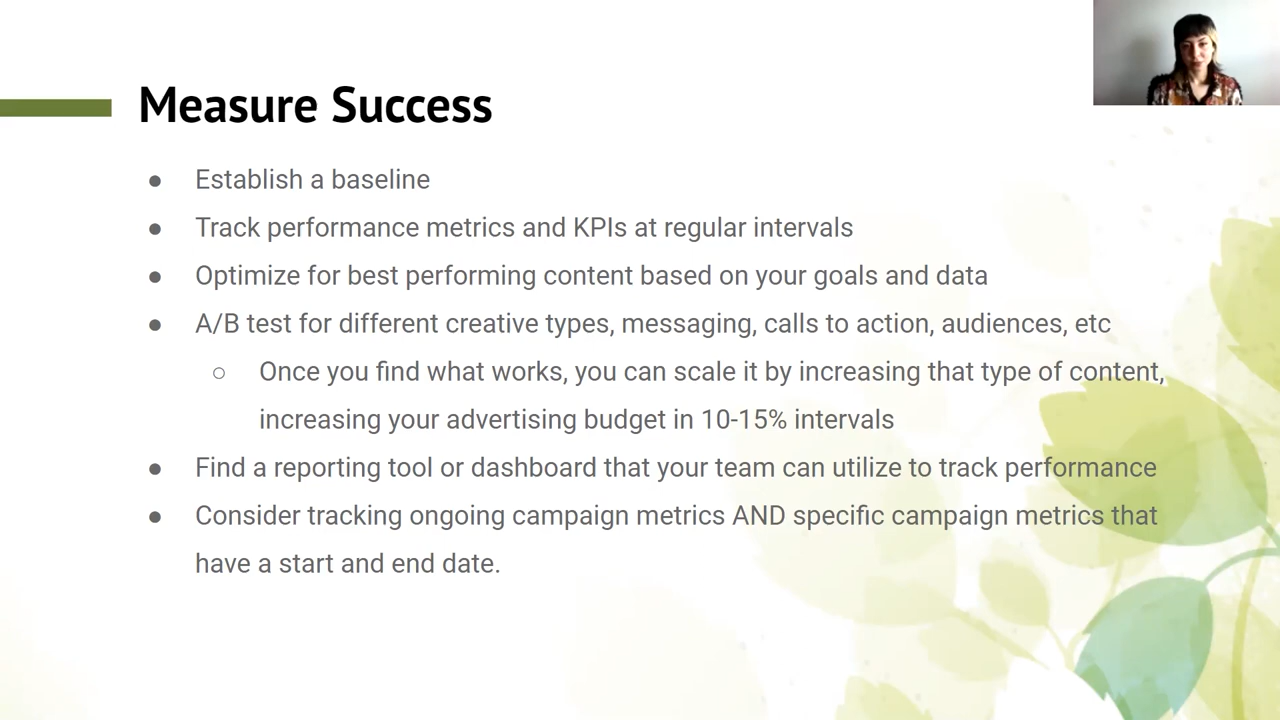 Measure Success
● Establish a baseline
● Track performance metrics and KPIs at regular intervals
● Optimize for best performing content based on your goals and data
● A/B test for different creative types, messaging, calls to action, audiences, etc
○ Once you find what works, you can scale it by increasing that type of content,
increasing your advertising budget in 10-15% intervals
● Find a reporting tool or dashboard that your team can utilize to track performance
● Consider tracking ongoing campaign metrics AND specific campaign metrics that
have a start and end date.